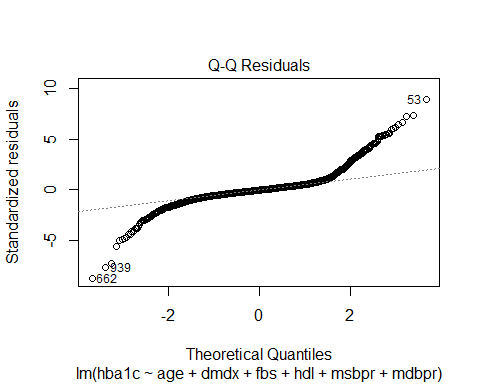 Q-Q Residuals
Standardized residuals
10
5
0
-5
53
939
662
-2
0
2
Theoretical Quantiles
lm(hba1c ~ age + dmdx + fbs + hdl + msbpr + mdbpr)